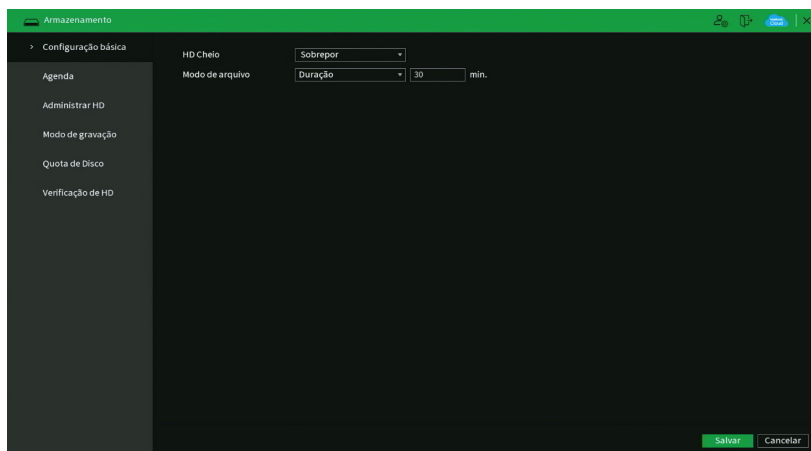 Armazenamento
Cloud
Configuração básica
Agenda
Administrar HD
Modo de gravação
Quota de Disco
Verificação de HD
HD Cheio
Sobrepor
Modo de arquivo
Duração
30
min.
Salvar
Cancelar